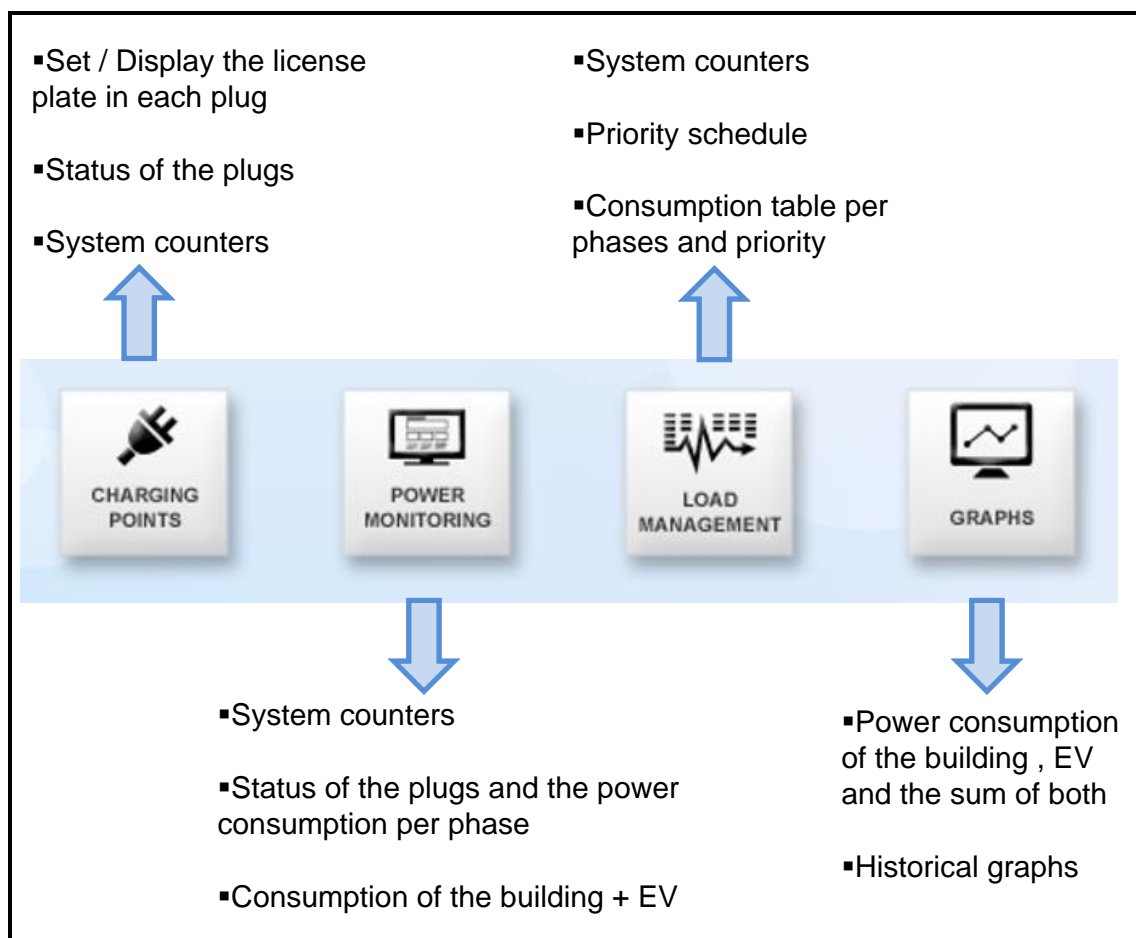 ▪Set / Display the license
plate in each plug
▪Status of the plugs
▪System counters
▪System counters
▪Priority schedule
▪Consumption table per
phases and priority
CHARGING
POINTS
POWER
MONITORING
LOAD
MANAGEMENT
GRAPHS
▪System counters
▪Status of the plugs and the power
consumption per phase
▪Consumption of the building + EV
▪Power consumption
of the building , EV
and the sum of both
▪Historical graphs